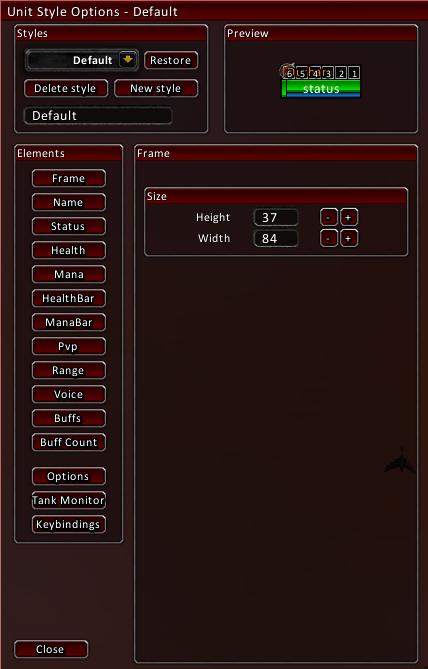 Unit Style Options - Default
Styles
Default
Restore
Delete style
New style
Default
Preview
6 5 4 3 2 1
status
Elements
Frame
Name
Status
Health
Mana
HealthBar
ManaBar
Pvp
Range
Voice
Buffs
Buff Count
Options
Tank Monitor
Keybindings
Close
Frame
Size
Height 37 - +
Width 84 - +